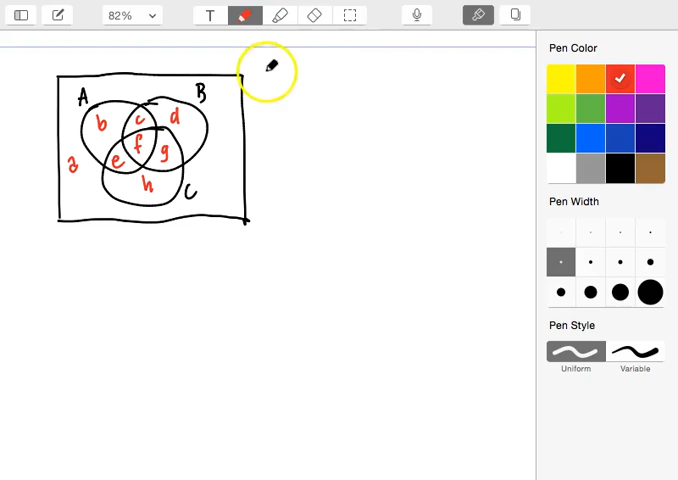 82% T
Pen Color
A B
b c d
f
a e g
h C
Pen Width
Pen Style
Uniform Variable